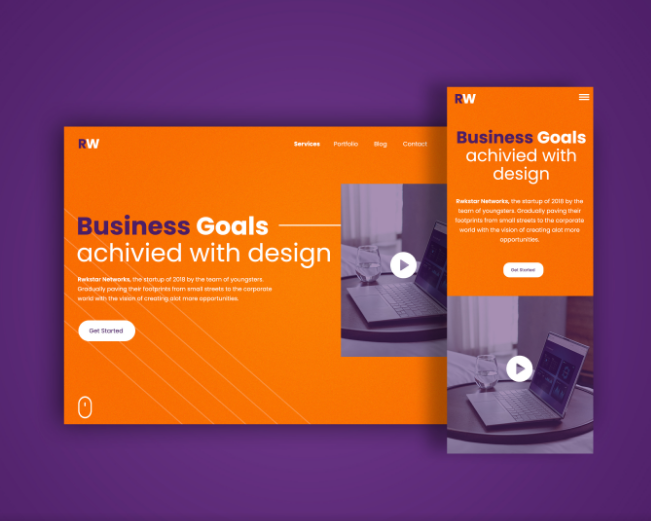 RW
Services Portfolio Blog Contact
Business Goals
achivied with design
Rekstar Networks, the startup of 2018 by the team of youngsters.
Gradually paving their footprints from small streets to the corporate
world with the vision of creating alot more opportunities.
Get Started
RW
Business Goals
achivied with
design
Rekstar Networks, the startup of 2018 by the
team of youngsters. Gradually paving their
footprints from small streets to the corporate
world with the vision of creating alot more
opportunities.
Get Started